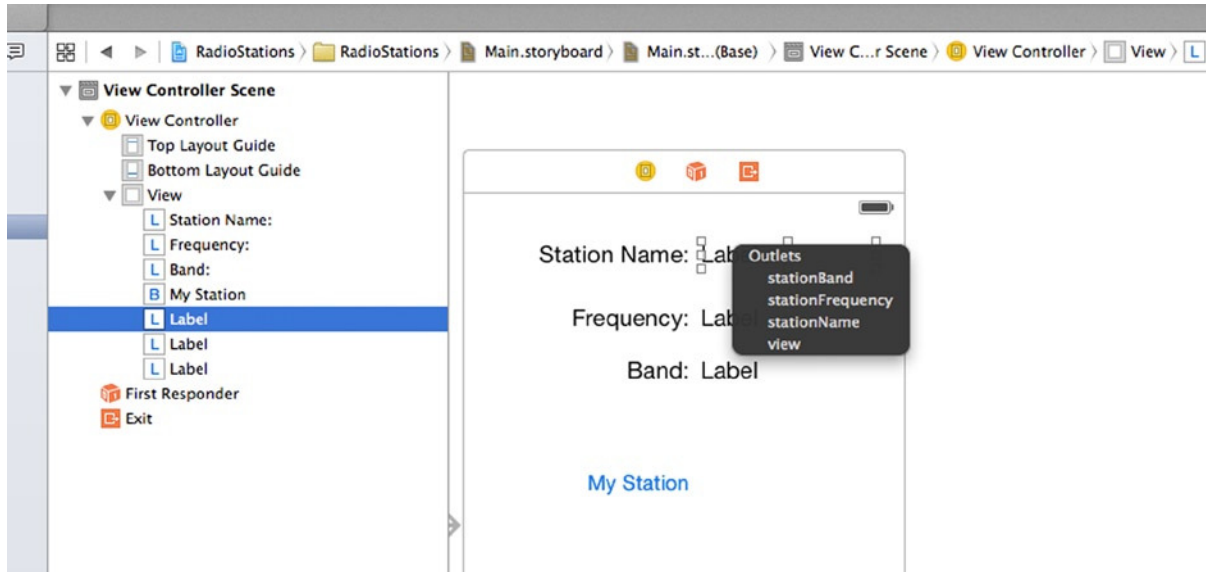 RadioStations 〉 RadioStations 〉 Main.storyboard 〉 Main.st...(Base) 〉 View C...r Scene 〉 View Controller 〉 View 〉 L
View Controller Scene
View Controller
Top Layout Guide
Bottom Layout Guide
View
L Station Name:
L Frequency:
L Band:
B My Station
L Label
L Label
L Label
First Responder
Exit
Station Name:
Frequency: Label
Band: Label
My Station
Outlets
stationBand
stationFrequency
stationName
view